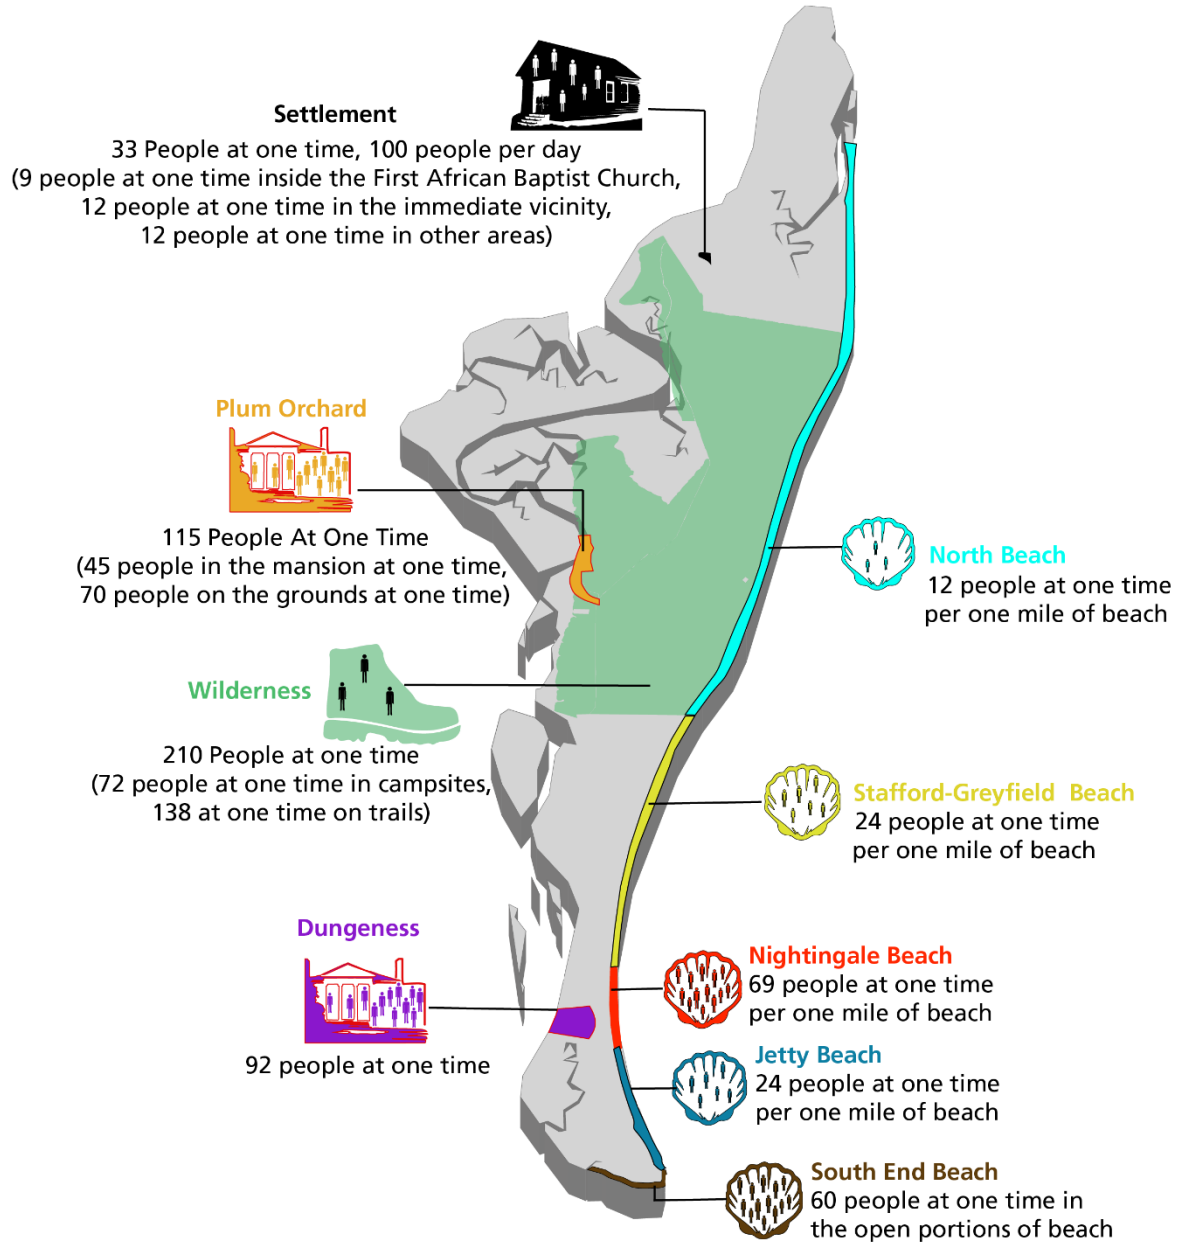 Settlement
33 People at one time, 100 people per day
(9 people at one time inside the First African Baptist Church,
12 people at one time in the immediate vicinity,
12 people at one time in other areas)
Plum Orchard
115 People At One Time
(45 people in the mansion at one time,
70 people on the grounds at one time)
North Beach
12 people at one time
per one mile of beach
Wilderness
210 People at one time
(72 people at one time in campsites,
138 at one time on trails)
Stafford-Greyfield Beach
24 people at one time
per one mile of beach
Dungeness
92 people at one time
Nightingale Beach
69 people at one time
per one mile of beach
Jetty Beach
24 people at one time
per one mile of beach
South End Beach
60 people at one time in
the open portions of beach